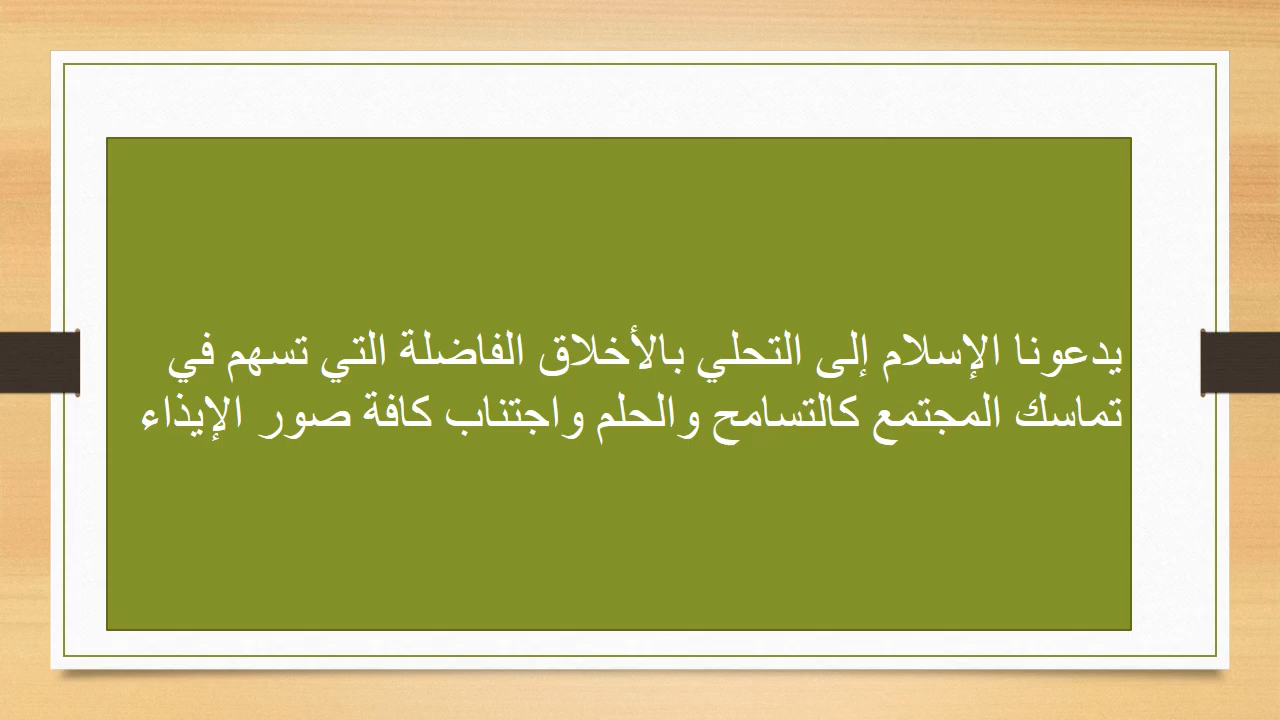 يدعونا الإسلام إلى التحلي بالأخلاق الفاضلة التي تسهم في
تماسك المجتمع كالتسامح والحلم واجتناب كافة صور الإيذاء